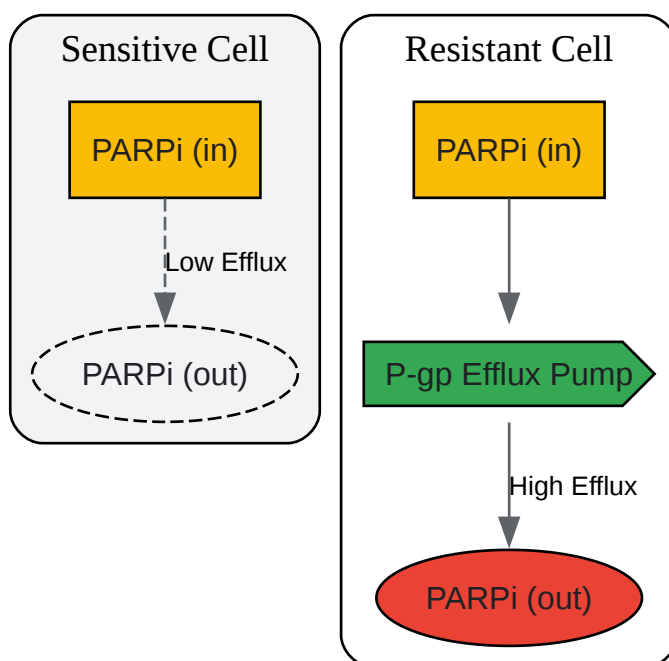 Sensitive Cell
PARPi (in)
Low Efflux
PARPi (out)
Resistant Cell
PARPi (in)
P-gp Efflux Pump
High Efflux
PARPi (out)